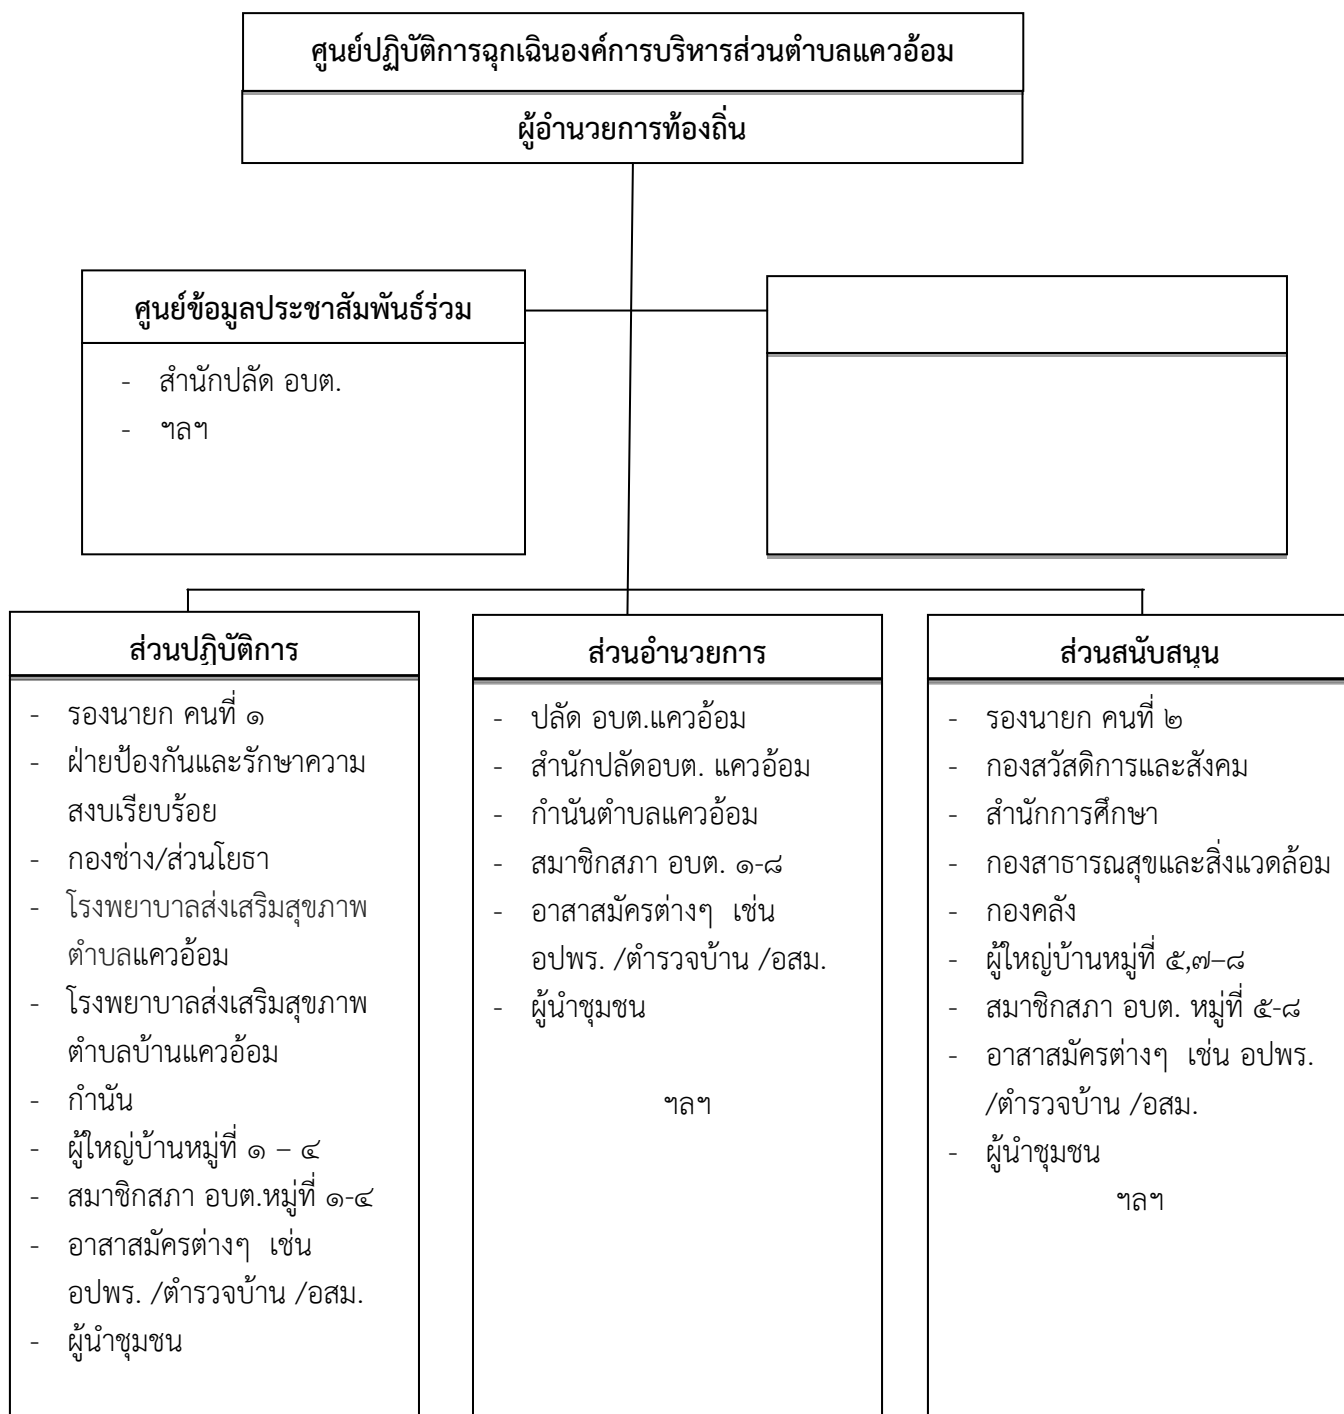 ศูนย์ปฏิบัติการฉุกเฉินองค์การบริหารส่วนตำบลแควอ้อม
ผู้อำนวยการท้องถิ่น
ศูนย์ข้อมูลประชาสัมพันธ์ร่วม
- สำนักปลัด อบต.
- ฯลฯ
ส่วนปฏิบัติการ
- รองนายก คนที่ ๑
- ฝ่ายป้องกันและรักษาความ
สงบเรียบร้อย
- กองช่าง/ส่วนโยธา
- โรงพยาบาลส่งเสริมสุขภาพ
ตำบลแควอ้อม
- โรงพยาบาลส่งเสริมสุขภาพ
ตำบลบ้านแควอ้อม
- กำนัน
- ผู้ใหญ่บ้านหมู่ที่ ๑ – ๔
- สมาชิกสภา อบต.หมู่ที่ ๑-๔
- อาสาสมัครต่างๆ เช่น
อปพร. /ตำรวจบ้าน /อสม.
- ผู้นำชุมชน
ส่วนอำนวยการ
- ปลัด อบต.แควอ้อม
- สำนักปลัดอบต. แควอ้อม
- กำนันตำบลแควอ้อม
- สมาชิกสภา อบต. ๑-๘
- อาสาสมัครต่างๆ เช่น
อปพร. /ตำรวจบ้าน /อสม.
- ผู้นำชุมชน
ฯลฯ
ส่วนสนับสนุน
- รองนายก คนที่ ๒
- กองสวัสดิการและสังคม
- สำนักการศึกษา
- กองสาธารณสุขและสิ่งแวดล้อม
- กองคลัง
- ผู้ใหญ่บ้านหมู่ที่ ๕,๗–๘
- สมาชิกสภา อบต. หมู่ที่ ๕-๘
- อาสาสมัครต่างๆ เช่น อปพร.
/ตำรวจบ้าน /อสม.
- ผู้นำชุมชน
ฯลฯ